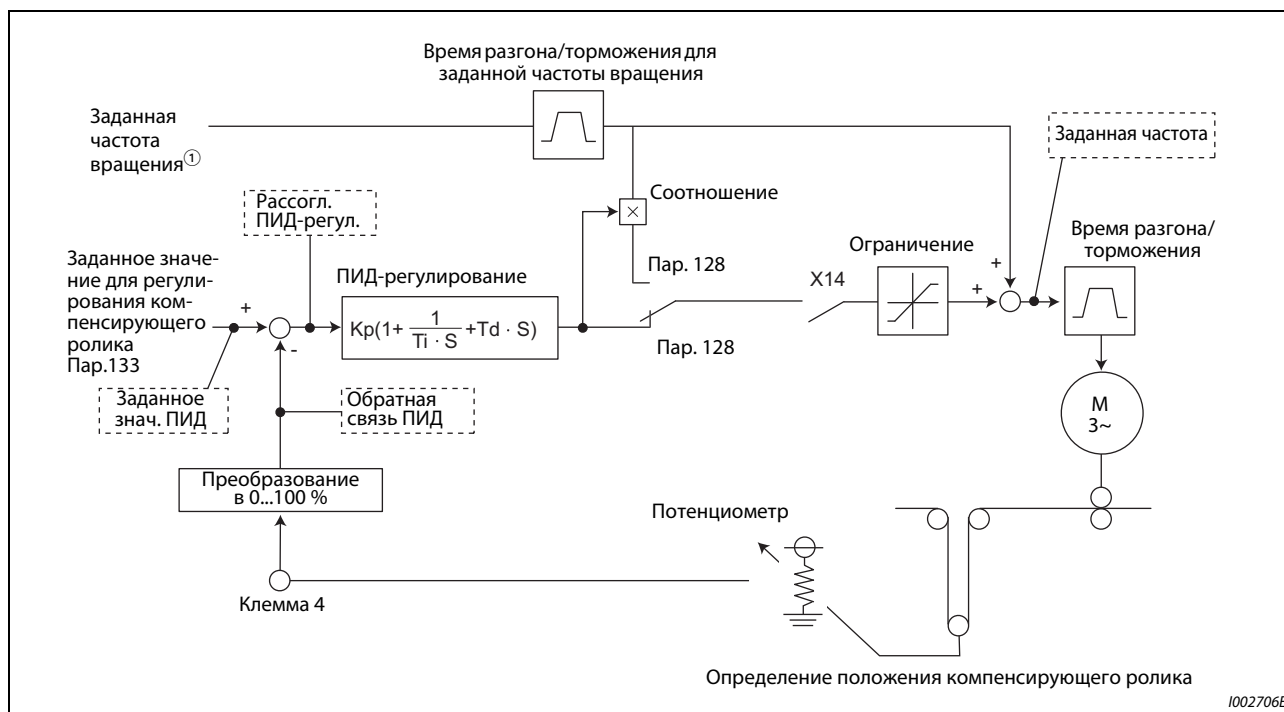 Время разгона/торможения для
заданной частоты вращения
Заданная
частота
вращения①
Заданная частота
Рассогл.
ПИД-регул.
Соотношение
×
Время разгона/
торможения
Ограничение
Заданное значе-
ние для регули-
рования ком-
пенсирующего
ролика
Пар.133
ПИД-регулирование
Пар. 128
X14
+
+
+
-
Kp(1+ 1/Ti · S +Td · S)
Пар. 128
Заданное
знач. ПИД
Обратная
связь ПИД
M
3~
Преобразование
в 0...100 %
Потенциометр
Клемма 4
Определение положения компенсирующего ролика
I002706E